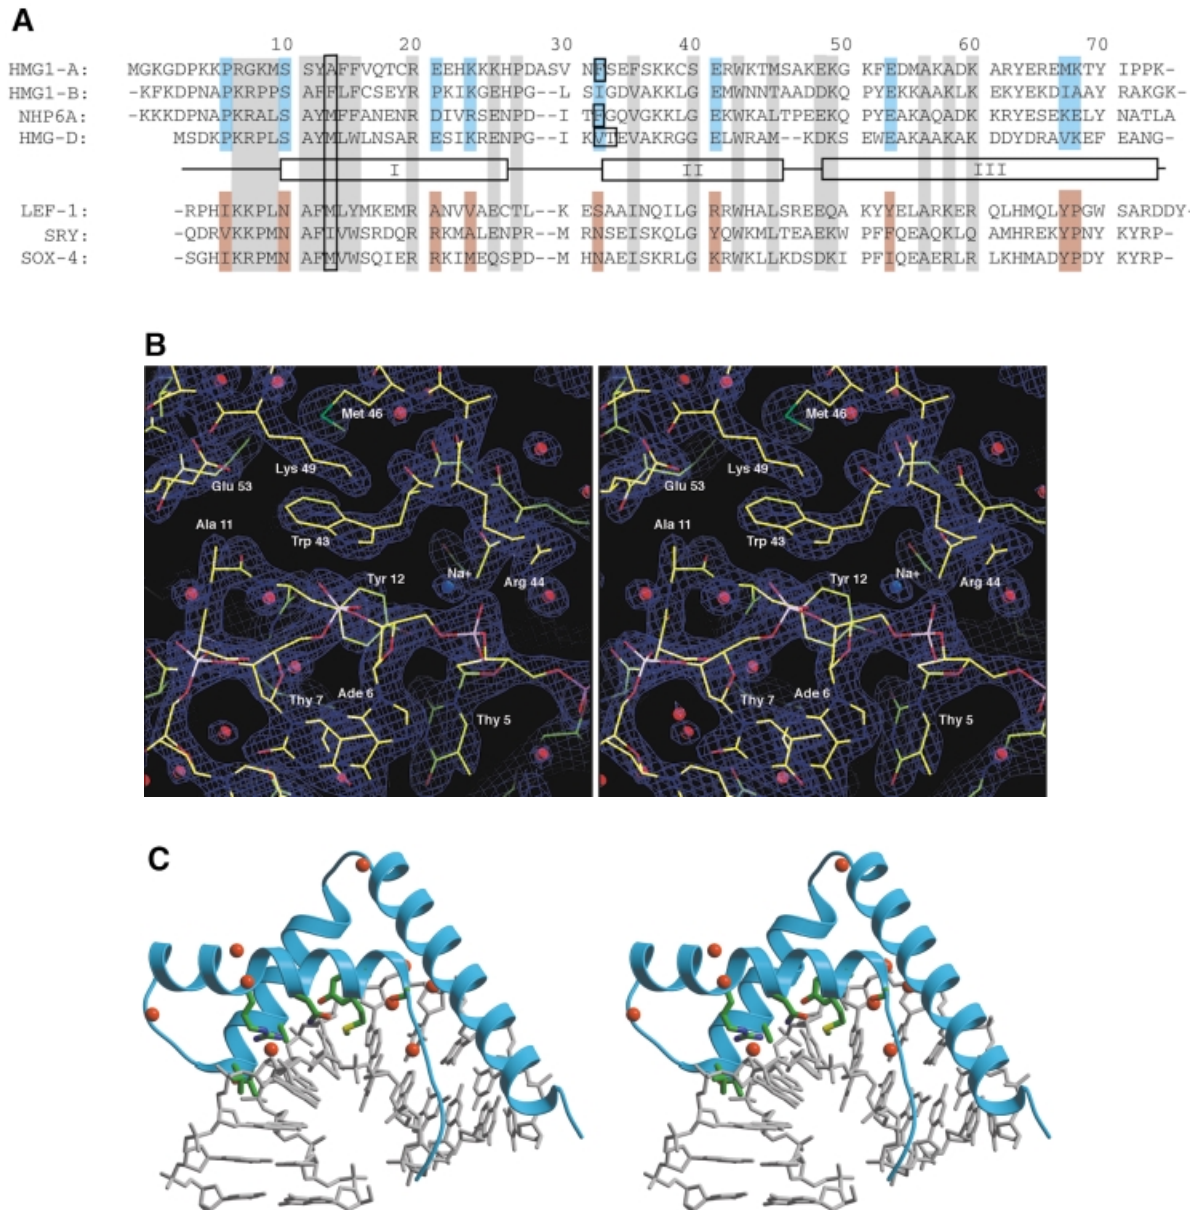 A
10 20 30 40 50 60 70
HMG1-A: MGKGDPKKPRGKMS SYAFFVQTCR EEHKKKHPDASV NFSEFSKKCS ERWKTMSAKEKG KFEDMAKADK ARYEREMKTY IPPK-
HMG1-B: -KFKDPNAPKRPPS AFFLFCSEYR PKIKGEHPG--L SIGDVAKKLG EMWNNTAADDKQ PYEKKAAKLK EKYEKDIAAY RAKGK-
NHP6A: -KKKDPNAPKRALS AYMFFANENR DIVRSENPD--I TFGQVGKKLG EKWKALTPEEKQ PYEAKAQADK KRYESEKELY NATLA
HMG-D: MSDKPKRPLS AYMLWLNSAR ESIKRENPG--I KVTEVAKRGG ELWRAM--KDKS EWEAKAAKAK DDYDRAVKEF EANG-
I II III
LEF-1: -RPHIKKPLN AFMLYMKEMR ANVVAECTL--K ESAAINQILG RRWHALSREEQA KYYELARKER QLHMQLYPGW SARDDY-
SRY: -QDRVKRPMN AFIVWSRDQR RKMALENPR--M RNSEISKQLG YQWKMLTEAEKW PFFQEAQKLQ AMHREKYPNY KYRP-
SOX-4: -SGHIKRPMN AFMVWSQIER RKIMEQSPD--M HNAEISKRLG KRWKLLKDSDKI PFIQEAERLR LKHMADYPDY KYRP-
B
Met 46 Met 46
Lys 49 Lys 49
Glu 53 Glu 53
Ala 11 Ala 11
Trp 43 Trp 43
Tyr 12 Na+ Arg 44 Tyr 12 Na+ Arg 44
Thy 7 Ade 6 Thy 5 Thy 7 Ade 6 Thy 5
C